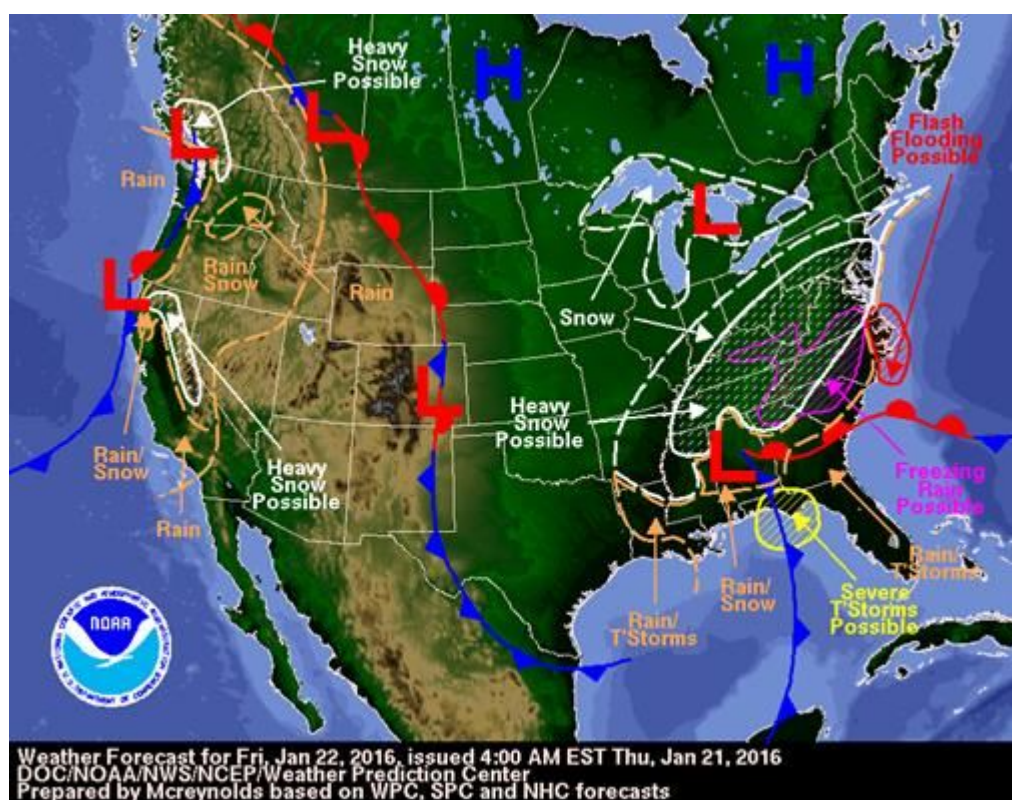 Heavy
Snow
Possible
H
H
L
L
Flash
Flooding
Possible
Rain
L
L
Rain/
Snow
Rain
Snow
L
Heavy
Snow
Possible
Rain/
Snow
Heavy
Snow
Possible
L
Freezing
Rain
Possible
Rain
Rain/
T'Storms
Rain/
Snow
Severe
T'Storms
Possible
Rain/
T'Storms
NOAA
Weather Forecast for Fri, Jan 22, 2016, issued 4:00 AM EST Thu, Jan 21, 2016
DOC/NOAA/NWS/NCEP/Weather Prediction Center
Prepared by Mcreynolds based on WPC, SPC and NHC forecasts